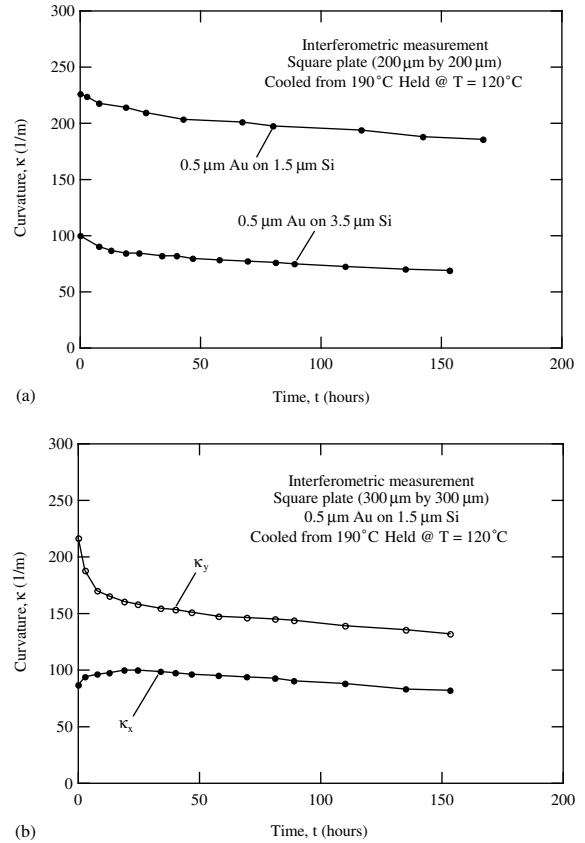 300
250
200
150
100
50
0
Curvature, κ (1/m)
Interferometric measurement
Square plate (200 µm by 200 µm)
Cooled from 190°C Held @ T = 120°C
0.5 µm Au on 1.5 µm Si
0.5 µm Au on 3.5 µm Si
0 50 100 150 200
Time, t (hours)
(a)
300
250
200
150
100
50
0
Curvature, κ (1/m)
Interferometric measurement
Square plate (300 µm by 300 µm)
0.5 µm Au on 1.5 µm Si
Cooled from 190°C Held @ T = 120°C
κy
κx
0 50 100 150 200
Time, t (hours)
(b)